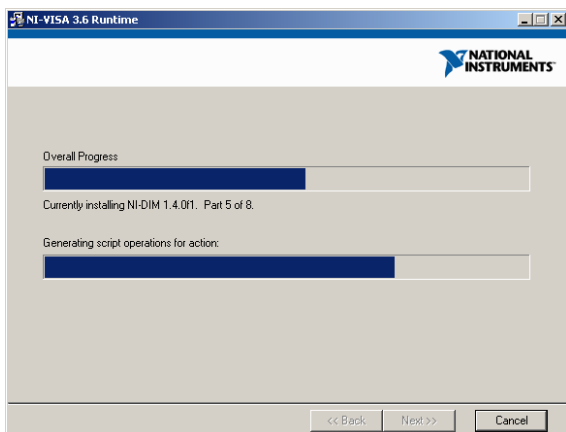 NI-VISA 3.6 Runtime
NATIONAL
INSTRUMENTS™
Overall Progress
Currently installing NI-DIM 1.4.0f1. Part 5 of 8.
Generating script operations for action:
<< Back
Next >>
Cancel